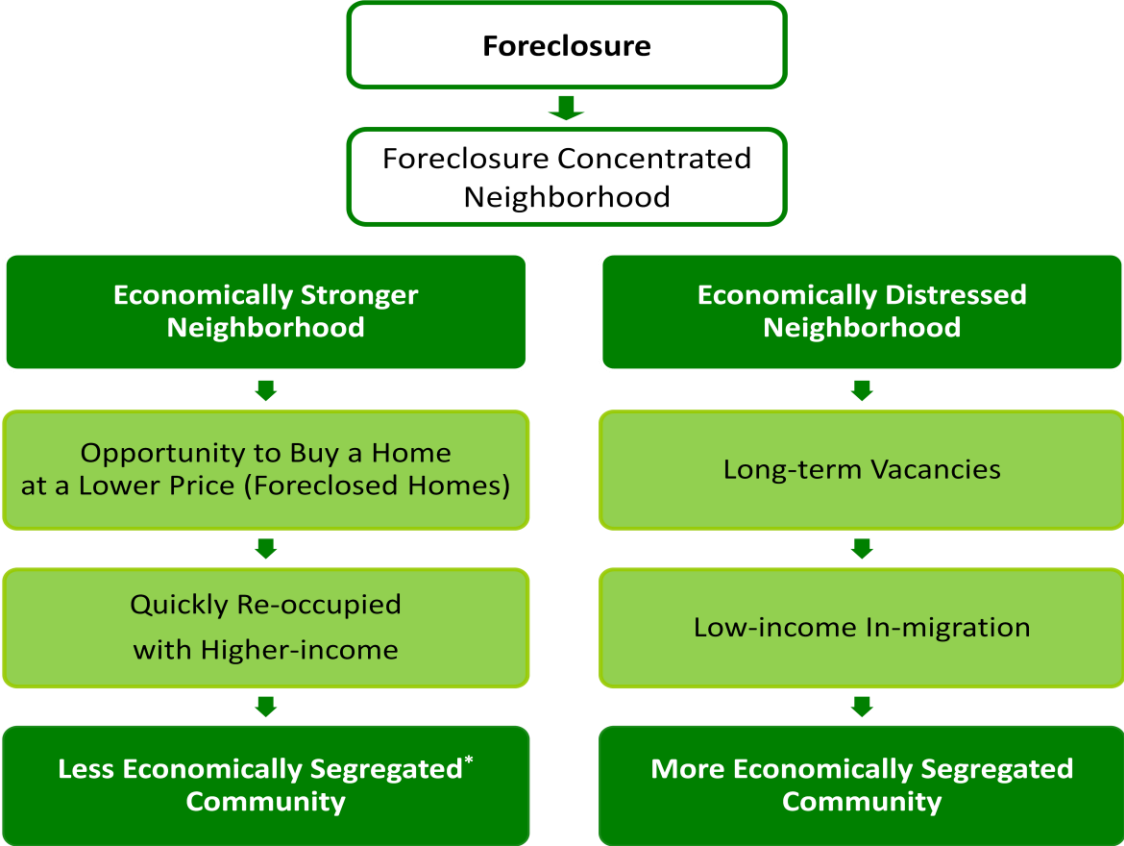 Foreclosure
Foreclosure Concentrated
Neighborhood
Economically Stronger
Neighborhood
Economically Distressed
Neighborhood
Opportunity to Buy a Home
at a Lower Price (Foreclosed Homes)
Long-term Vacancies
Quickly Re-occupied
with Higher-income
Low-income In-migration
Less Economically Segregated*
Community
More Economically Segregated
Community